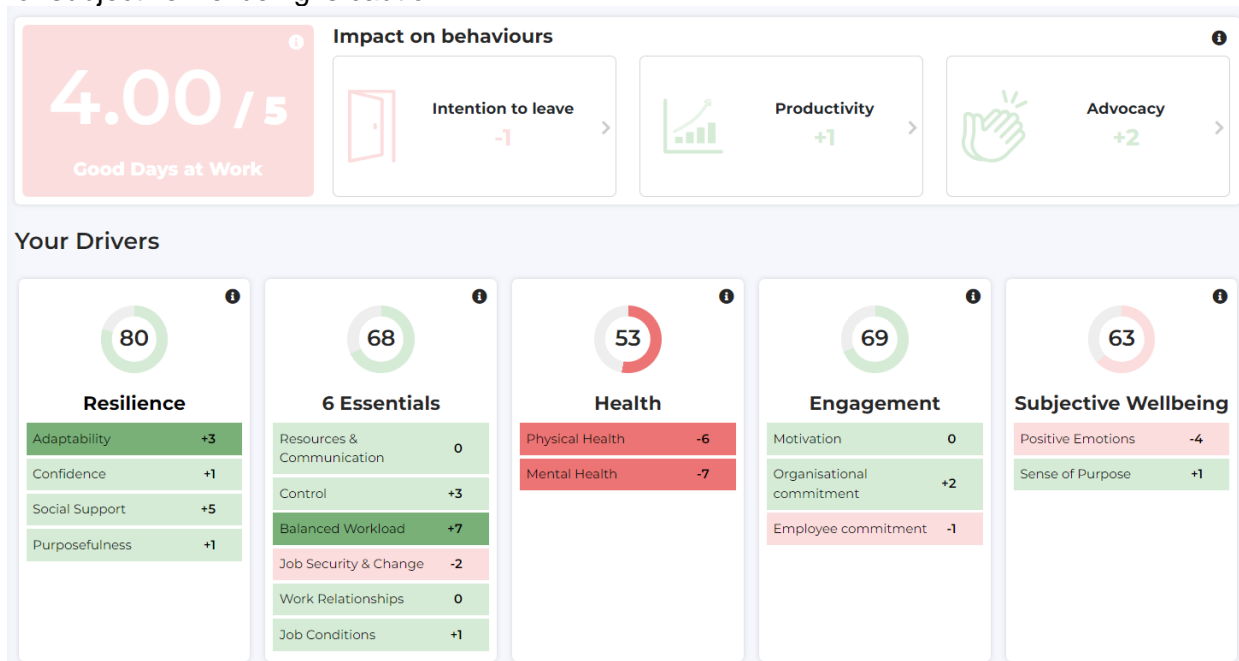 Impact on behaviours
4.00 / 5
Good Days at Work
Intention to leave
-1
Productivity
+1
Advocacy
+2
Your Drivers
80
Resilience
Adaptability +3
Confidence +1
Social Support +5
Purposefulness +1
68
6 Essentials
Resources &
Communication 0
Control +3
Balanced Workload +7
Job Security & Change -2
Work Relationships 0
Job Conditions +1
53
Health
Physical Health -6
Mental Health -7
69
Engagement
Motivation 0
Organisational
commitment +2
Employee commitment -1
63
Subjective Wellbeing
Positive Emotions -4
Sense of Purpose +1